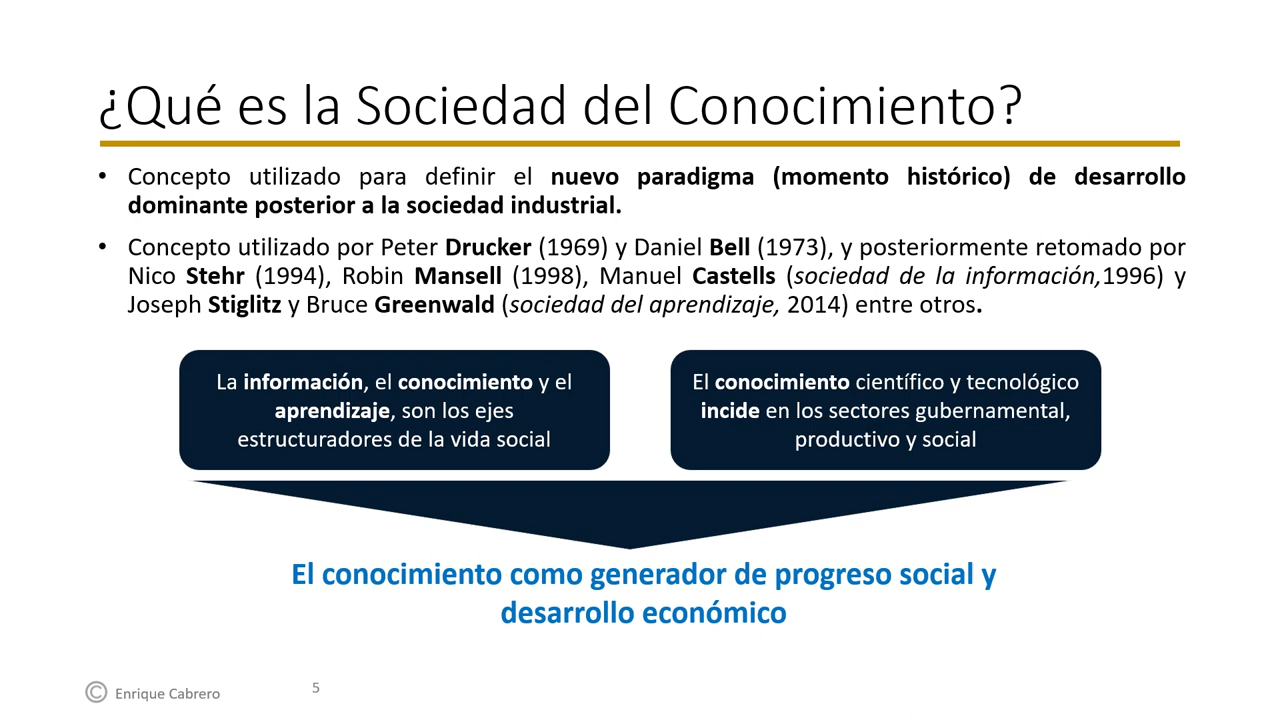 ¿Qué es la Sociedad del Conocimiento?
• Concepto utilizado para definir el nuevo paradigma (momento histórico) de desarrollo
dominante posterior a la sociedad industrial.
• Concepto utilizado por Peter Drucker (1969) y Daniel Bell (1973), y posteriormente retomado por
Nico Stehr (1994), Robin Mansell (1998), Manuel Castells (sociedad de la información,1996) y
Joseph Stiglitz y Bruce Greenwald (sociedad del aprendizaje, 2014) entre otros.
La información, el conocimiento y el
aprendizaje, son los ejes
estructuradores de la vida social
El conocimiento científico y tecnológico
incide en los sectores gubernamental,
productivo y social
El conocimiento como generador de progreso social y
desarrollo económico
© Enrique Cabrero
5